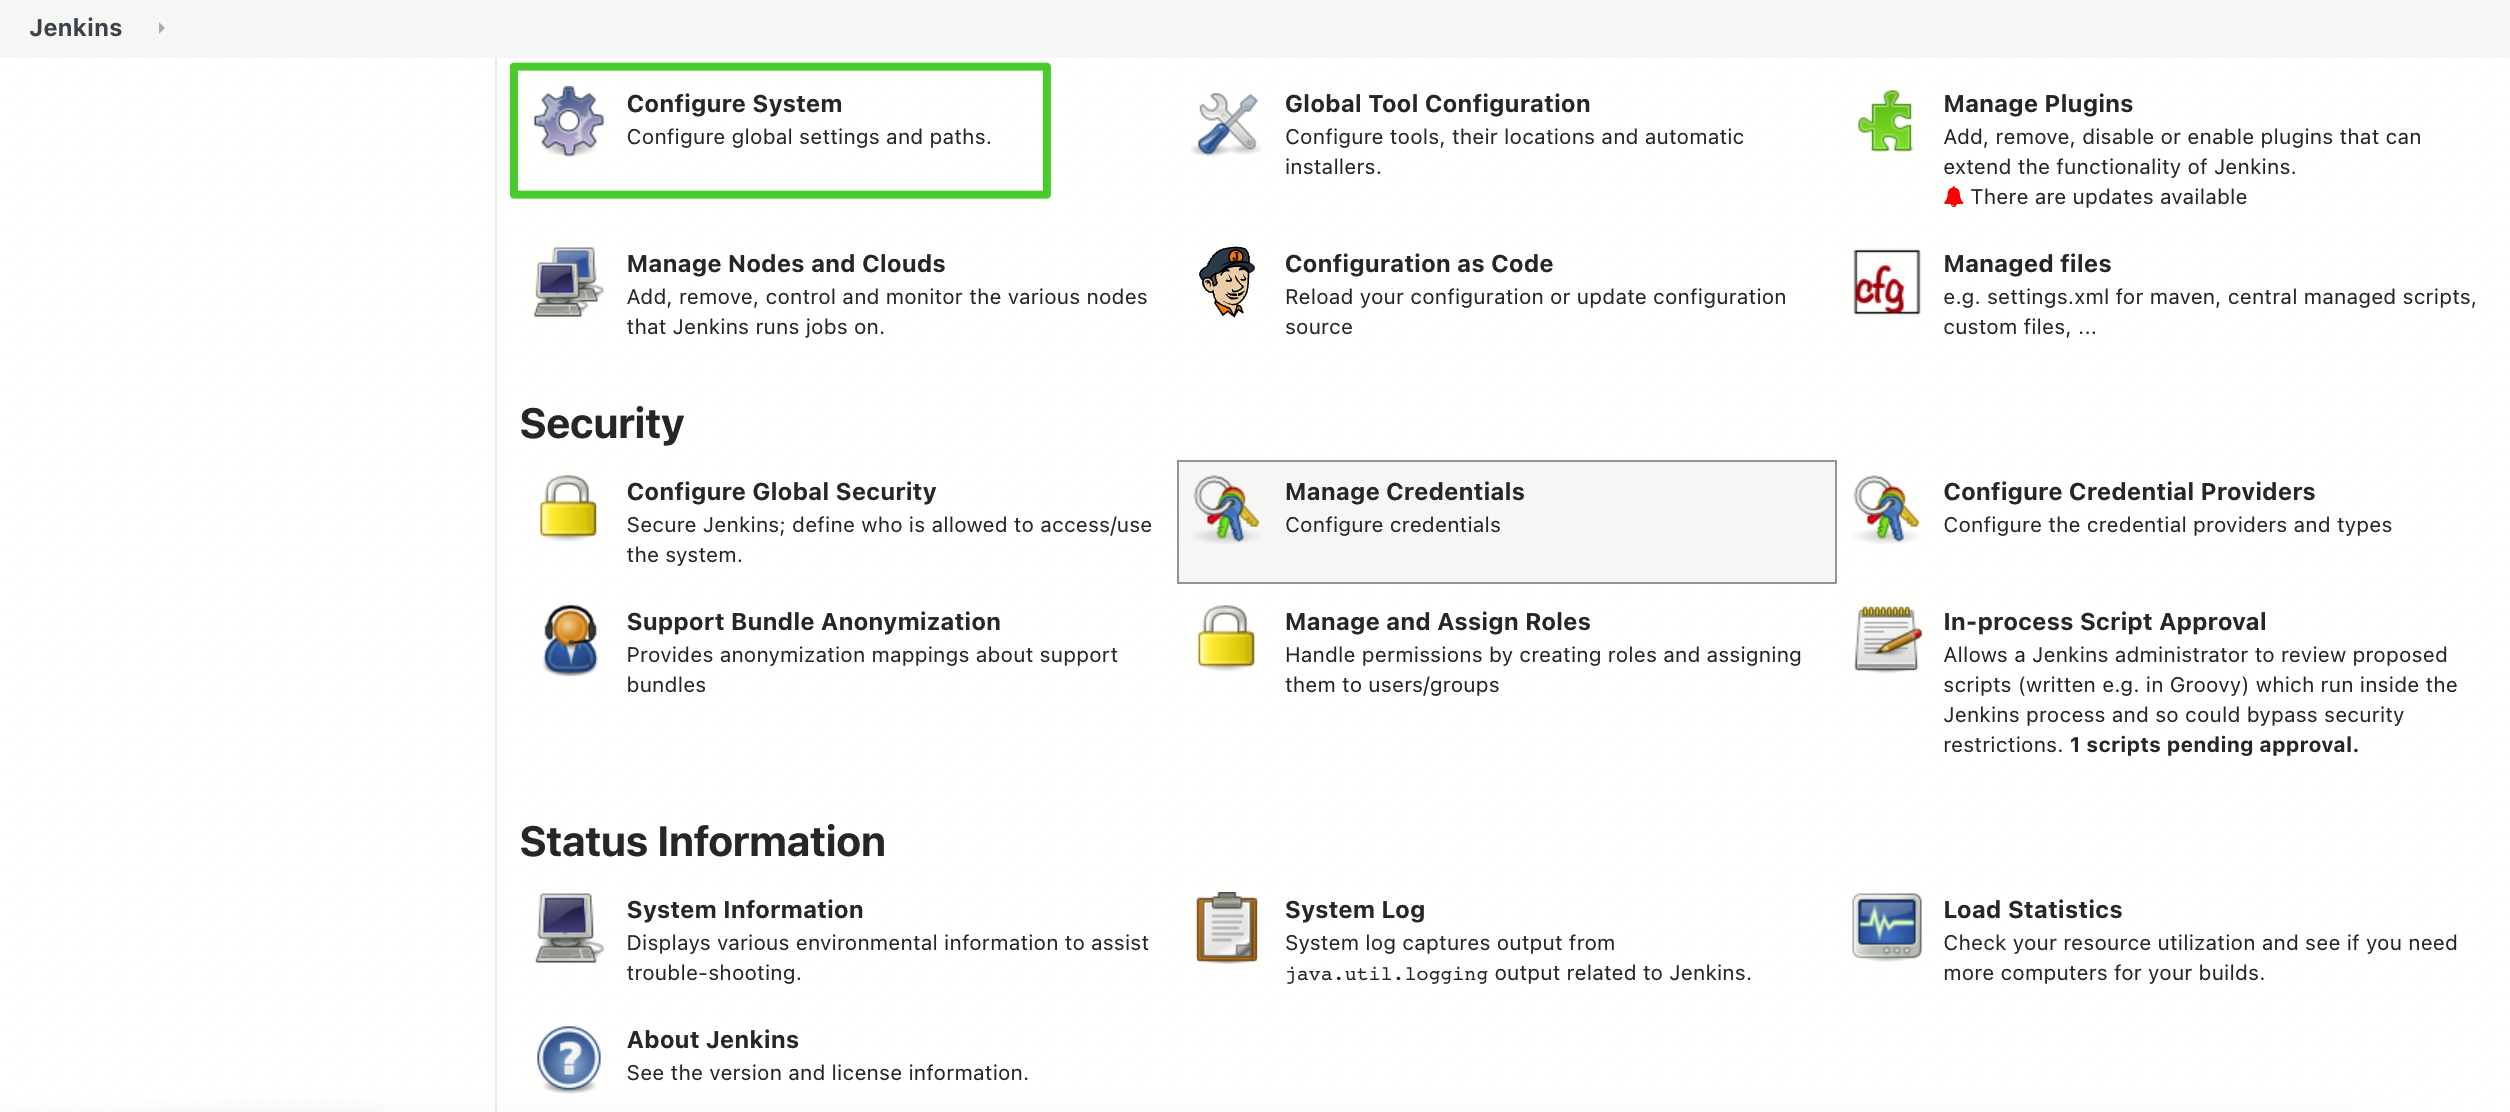 Jenkins
Configure System
Configure global settings and paths.
Global Tool Configuration
Configure tools, their locations and automatic
installers.
Manage Plugins
Add, remove, disable or enable plugins that can
extend the functionality of Jenkins.
There are updates available
Manage Nodes and Clouds
Add, remove, control and monitor the various nodes
that Jenkins runs jobs on.
Configuration as Code
Reload your configuration or update configuration
source
cfg
Managed files
e.g. settings.xml for maven, central managed scripts,
custom files, ...
Security
Configure Global Security
Secure Jenkins; define who is allowed to access/use
the system.
Manage Credentials
Configure credentials
Configure Credential Providers
Configure the credential providers and types
Support Bundle Anonymization
Provides anonymization mappings about support
bundles
Manage and Assign Roles
Handle permissions by creating roles and assigning
them to users/groups
In-process Script Approval
Allows a Jenkins administrator to review proposed
scripts (written e.g. in Groovy) which run inside the
Jenkins process and so could bypass security
restrictions. 1 scripts pending approval.
Status Information
System Information
Displays various environmental information to assist
trouble-shooting.
System Log
System log captures output from
java.util.logging output related to Jenkins.
Load Statistics
Check your resource utilization and see if you need
more computers for your builds.
?
About Jenkins
See the version and license information.